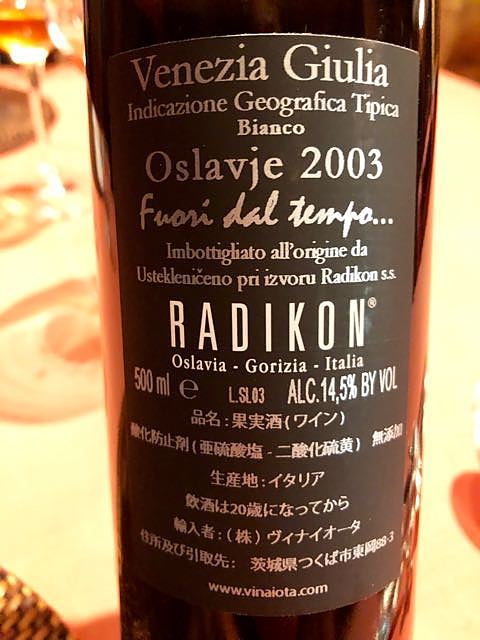 Venezia Giulia
Indicazione Geografica Tipica
Bianco
Oslavje 2003
Fuori dal tempo...
Imbottigliato all'origine da
Ustekleničeno pri izvoru Radikon s.s.
RADIKON®
Oslavia - Gorizia - Italia
500 ml e L.SL03 ALC.14,5% BY VOL
品名:果実酒(ワイン)
酸化防止剤(亜硫酸塩-二酸化硫黄) 無添加
生産地:イタリア
飲酒は20歳になってから
輸入者:(株)ヴィナイオータ
住所及び引取先: 茨城県つくば市東岡88-3
www.vinaiota.com